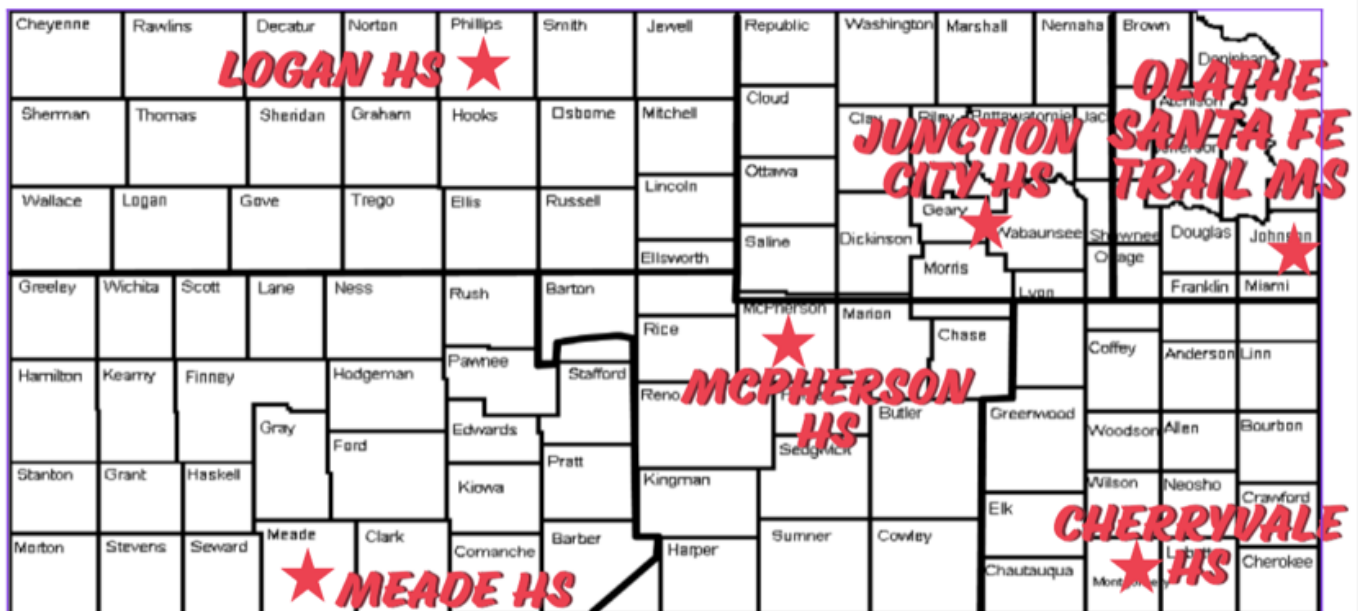 Cheyenne Rawlins Decatur Norton Phillips Smith Jewell Republic Washington Marshall Nemaha Brown
LOGAN HS
OLATHE
SANTA FE
TRAIL MS
Sherman Thomas Sheridan Graham Hooks Osborne Mitchell Cloud
JUNCTION
CITY HS
Ottawa
Wallace Logan Gove Trego Ellis Russell Lincoln
Geary Wabaunsee Shawnee Douglas Johnson
Saline Dickinson
Ellsworth Morris Osage
Greeley Wichita Scott Lane Ness Rush Barton Lyon Franklin Miami
McPherson Marion
Rice Chase
Hamilton Kearny Finney Hodgeman Pawnee Stafford Coffey Anderson Linn
MCPHERSON
HS
Reno Butler Greenwood
Gray Ford Edwards Woodson Allen Bourbon
Sedgwick
Stanton Grant Haskell Kiowa Pratt Kingman Wilson Neosho Crawford
Elk
CHERRYVALE
HS
Morton Stevens Seward Meade Clark Comanche Barber Harper Sumner Cowley Chautauqua Cherokee
MEADE HS